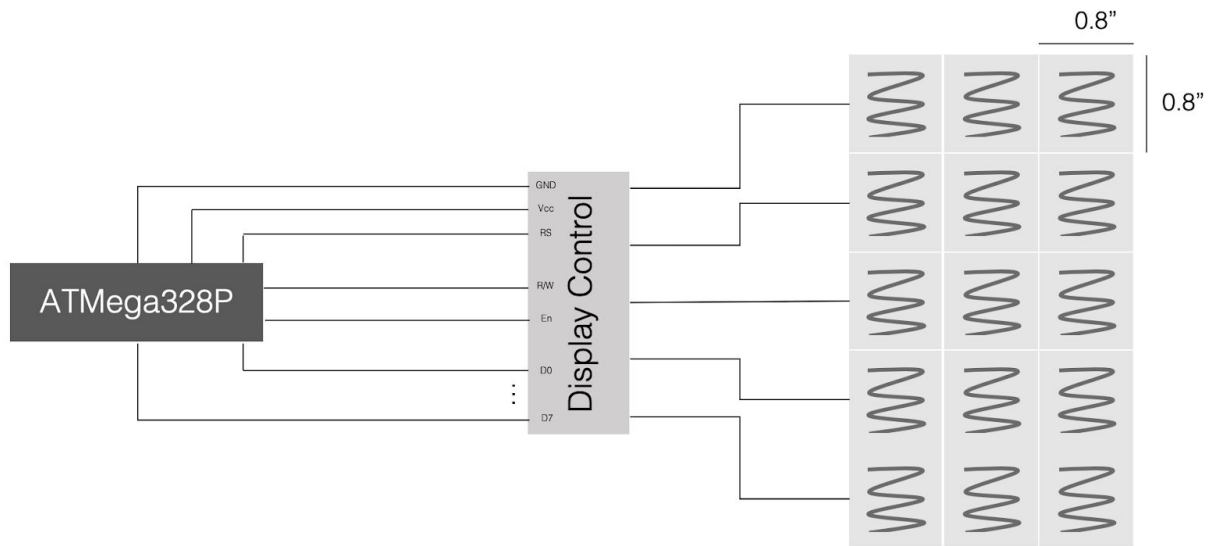 0.8”
0.8”
GND
Vcc
RS
ATMega328P
R/W
En
Display Control
D0
⋮
D7